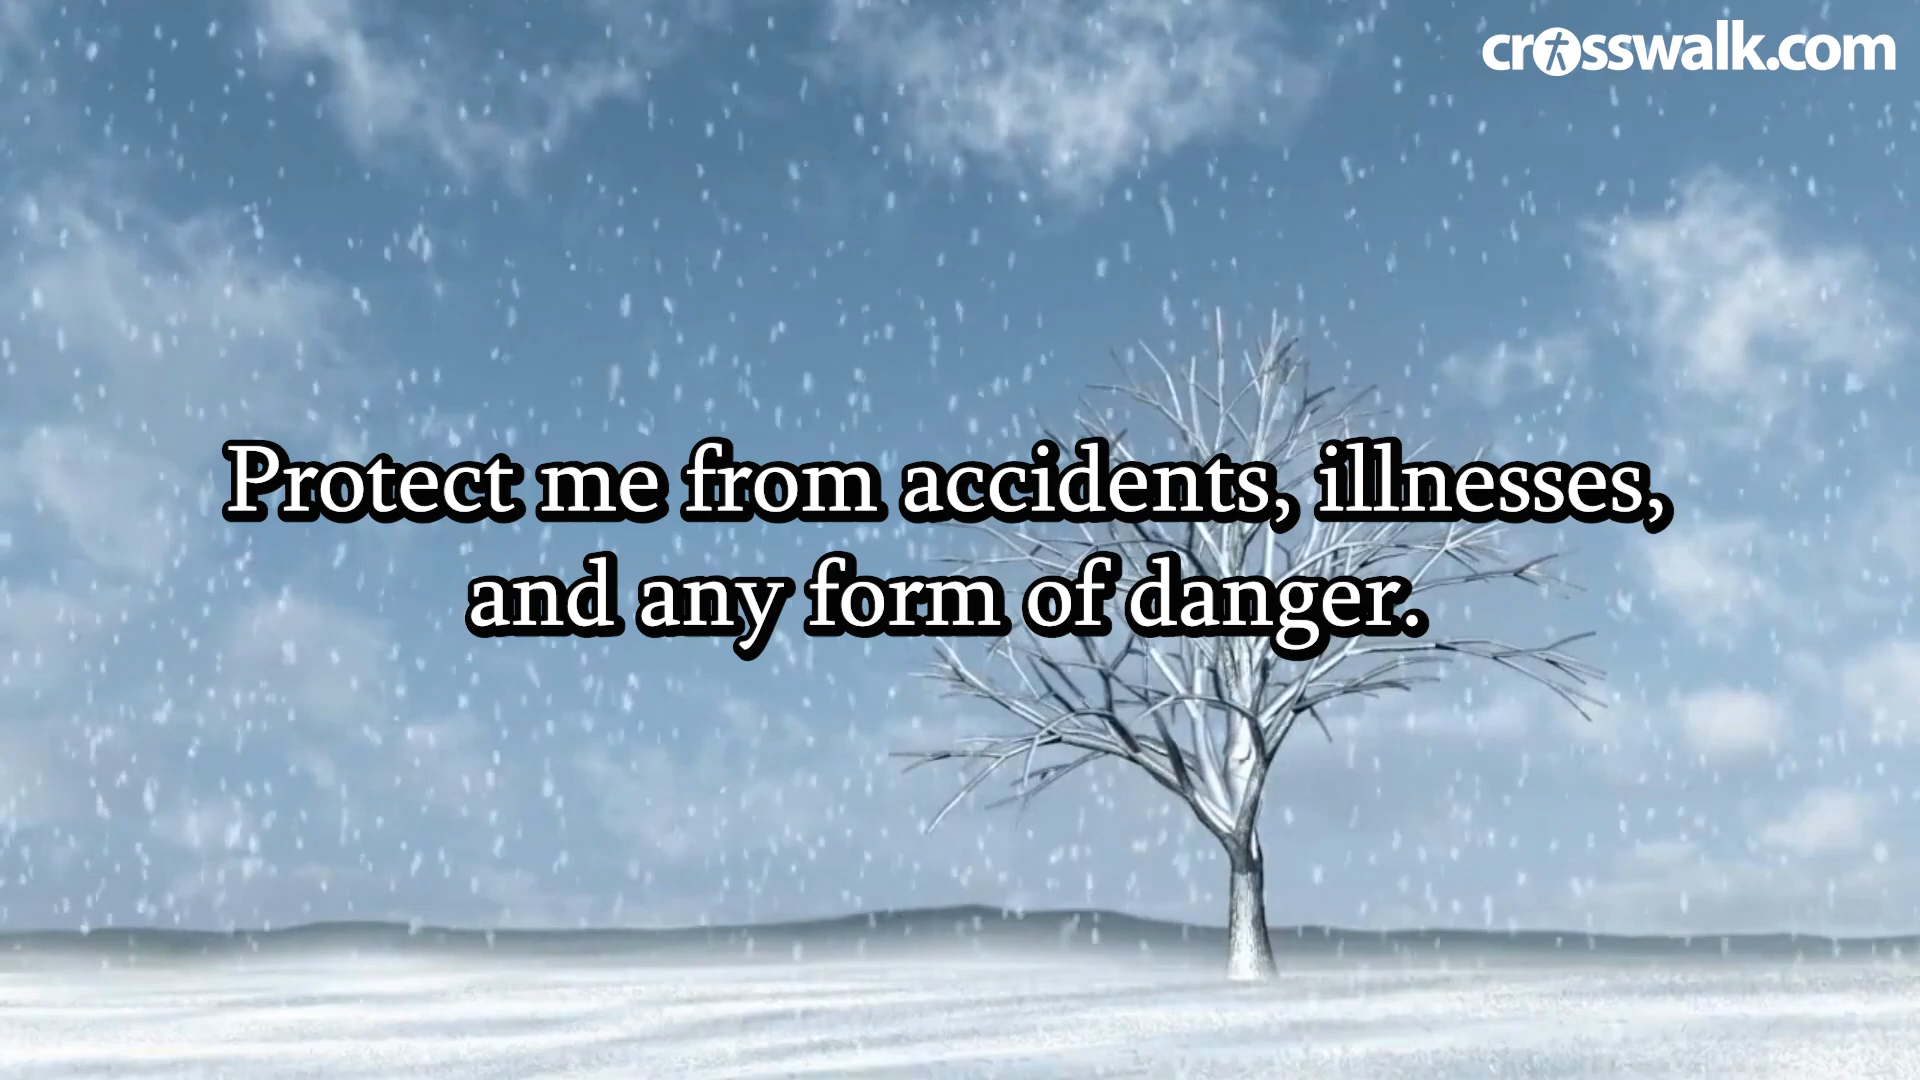 crosswalk.com
Protect me from accidents, illnesses,
and any form of danger.